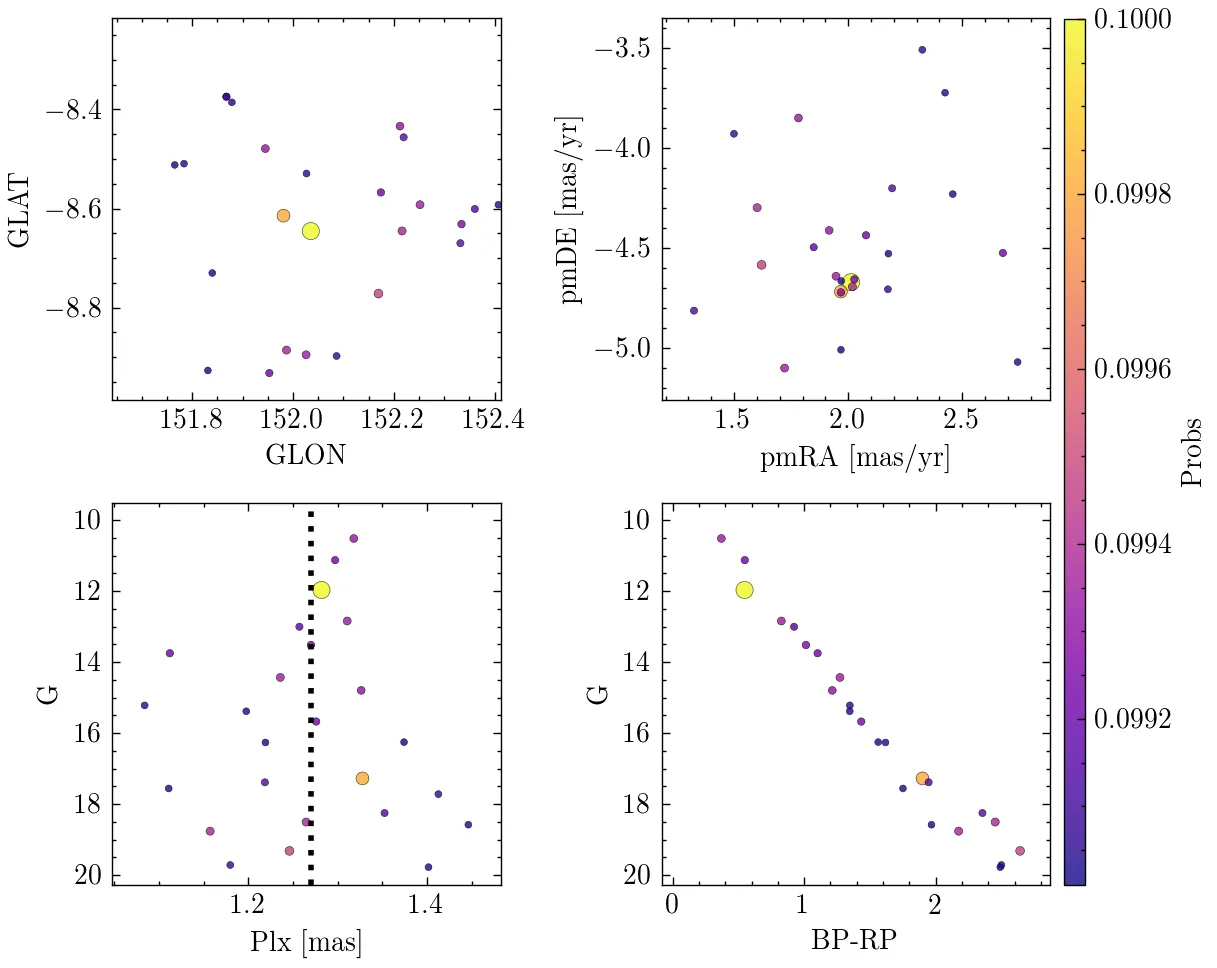 −8.4
−8.6
−8.8
GLAT
151.8 152.0 152.2 152.4
GLON
−3.5
−4.0
−4.5
−5.0
pmDE [mas/yr]
1.5 2.0 2.5
pmRA [mas/yr]
0.1000
0.0998
0.0996
0.0994
0.0992
Probs
10
12
14
16
18
20
G
1.2 1.4
Plx [mas]
10
12
14
16
18
20
G
0 1 2
BP-RP